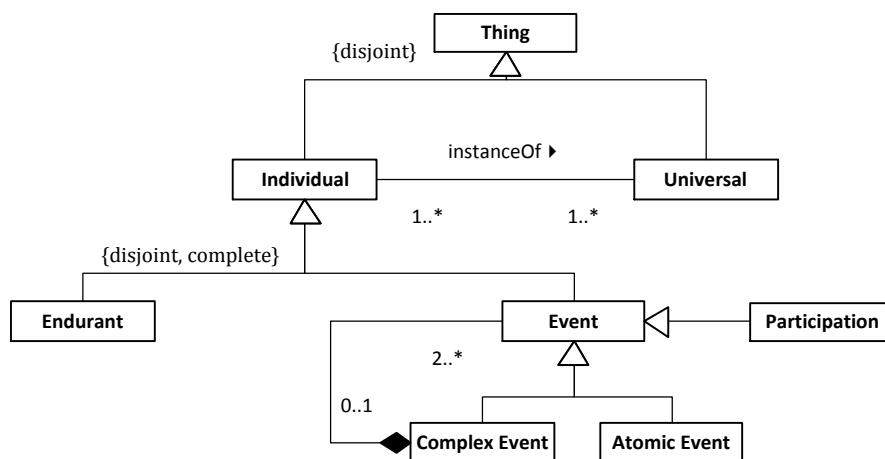 Thing
{disjoint}
instanceOf ▸
Individual
Universal
1..*
1..*
{disjoint, complete}
Endurant
Event
Participation
2..*
0..1
Complex Event
Atomic Event